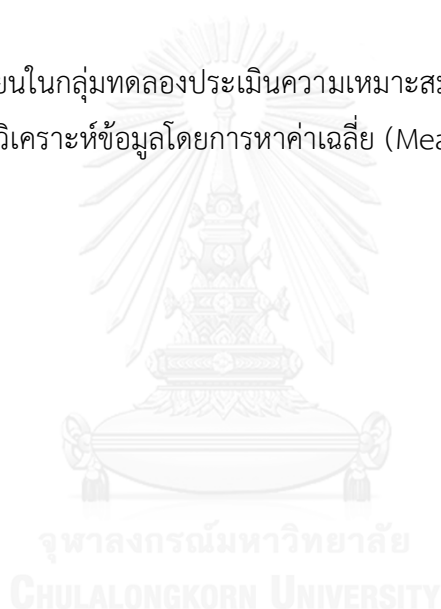 ยนในกลุ่มทดลองประเมินความเหมาะสม
วิเคราะห์ข้อมูลโดยการหาค่าเฉลี่ย (Mea
จุฬาลงกรณ์มหาวิทยาลัย
CHULALONGKORN UNIVERSITY